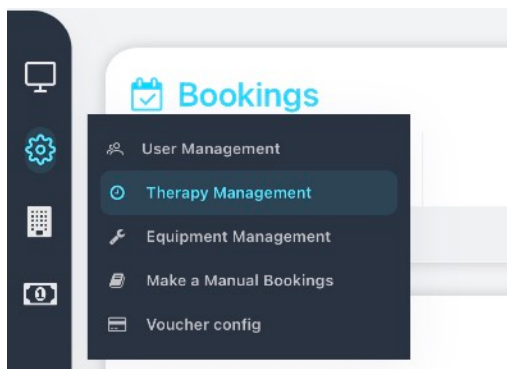 Bookings
User Management
Therapy Management
Equipment Management
Make a Manual Bookings
Voucher config